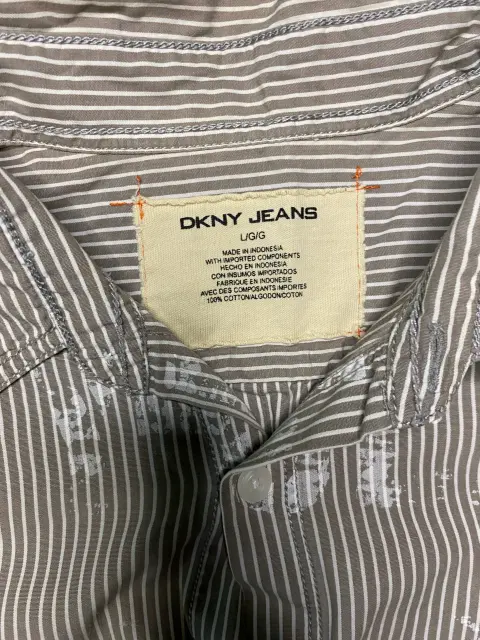 DKNY JEANS
L/G/G
MADE IN INDONESIA
WITH IMPORTED COMPONENTS
HECHO EN INDONESIA
CON INSUMOS IMPORTADOS
FABRIQUE EN INDONESIE
AVEC DES COMPOSANTS IMPORTES
100% COTTON/ALGODON/COTON